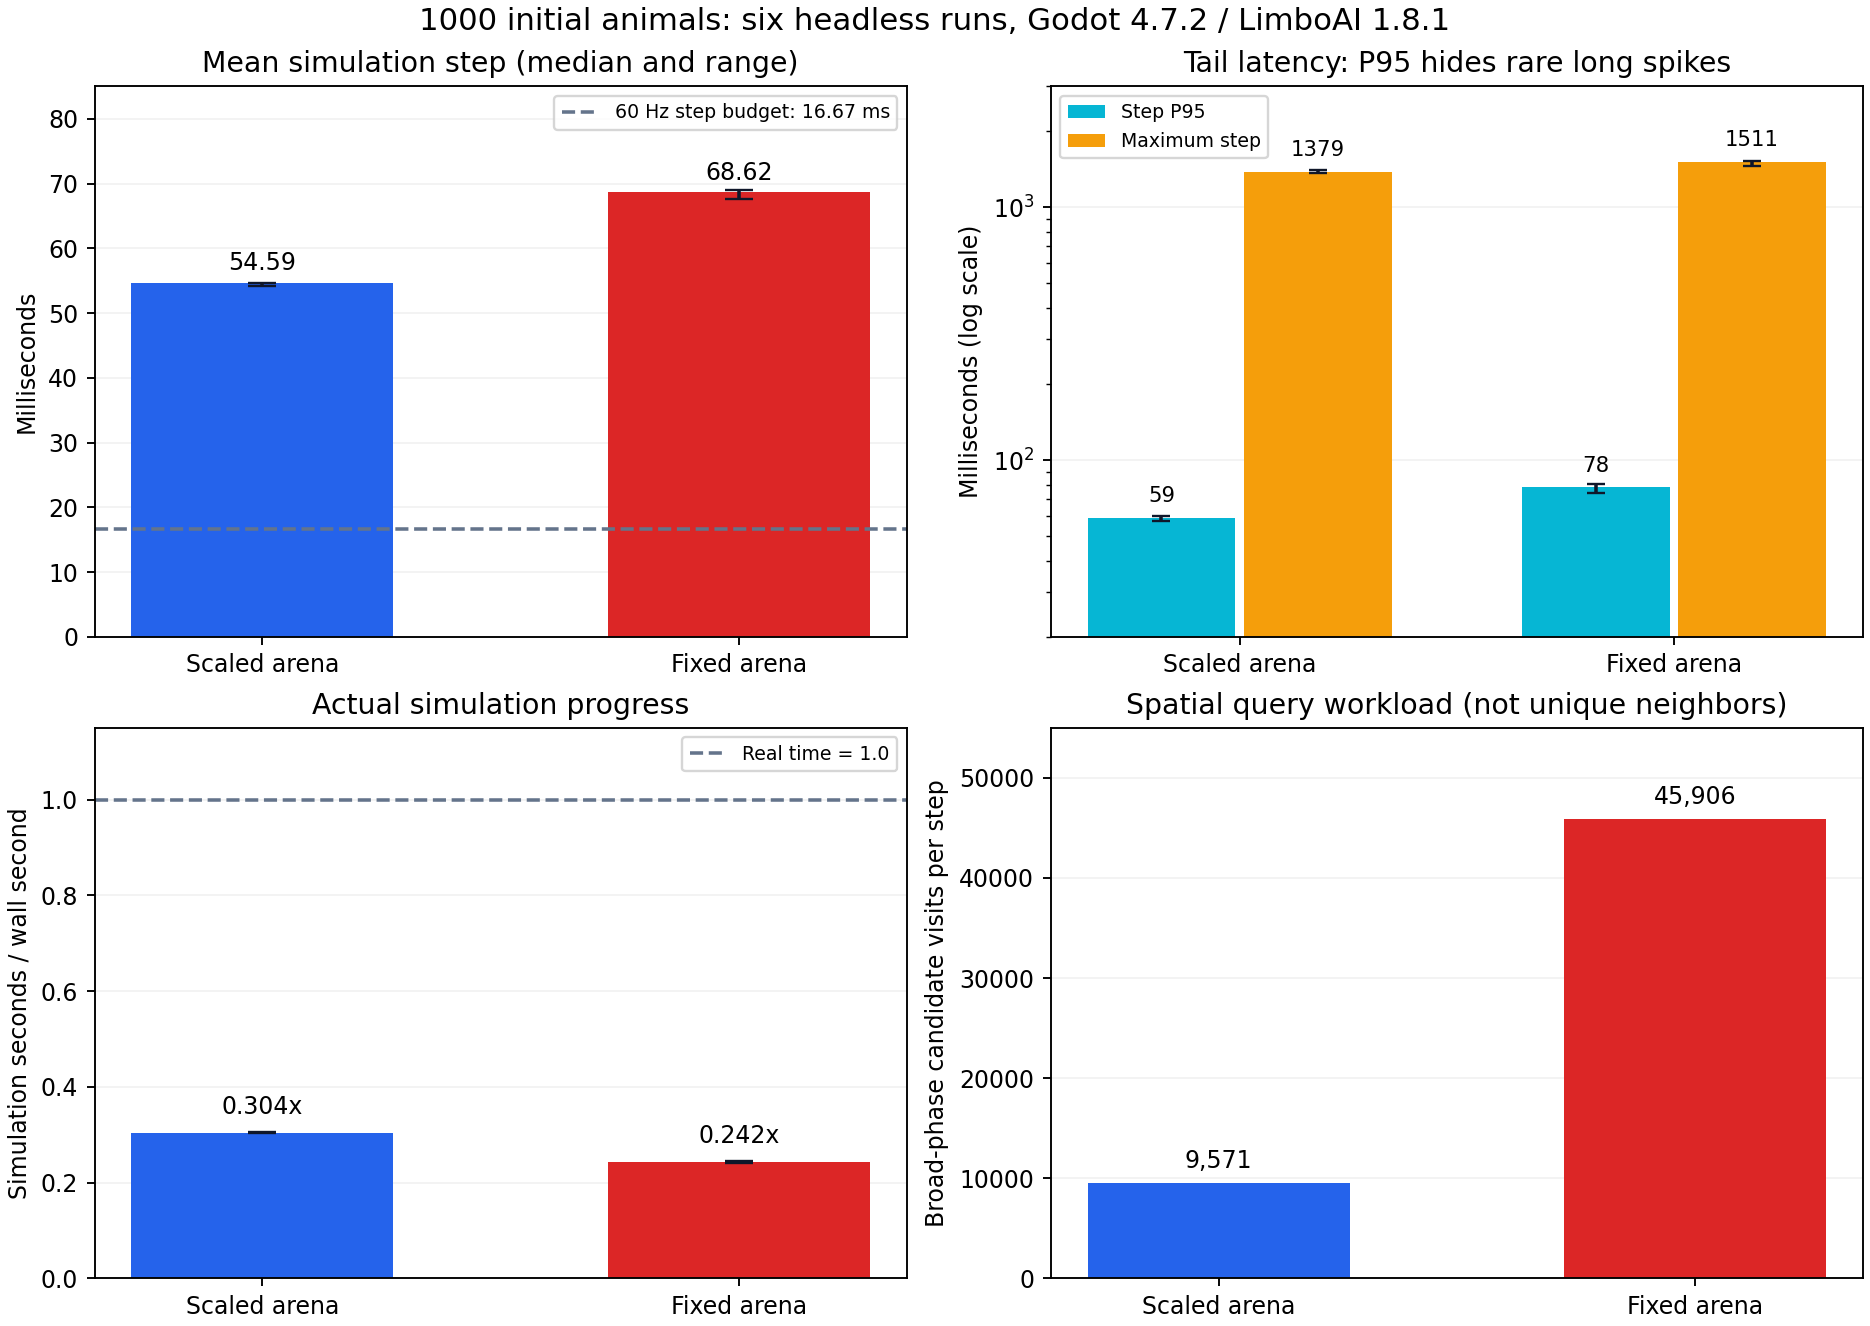 1000 initial animals: six headless runs, Godot 4.7.2 / LimboAI 1.8.1
Mean simulation step (median and range)
Milliseconds
80
70
60
50
40
30
20
10
0
60 Hz step budget: 16.67 ms
54.59
68.62
Scaled arena
Fixed arena
Tail latency: P95 hides rare long spikes
Milliseconds (log scale)
10³
10²
Step P95
Maximum step
59
1379
78
1511
Scaled arena
Fixed arena
Actual simulation progress
Simulation seconds / wall second
1.0
0.8
0.6
0.4
0.2
0.0
Real time = 1.0
0.304x
0.242x
Scaled arena
Fixed arena
Spatial query workload (not unique neighbors)
Broad-phase candidate visits per step
50000
40000
30000
20000
10000
0
9,571
45,906
Scaled arena
Fixed arena